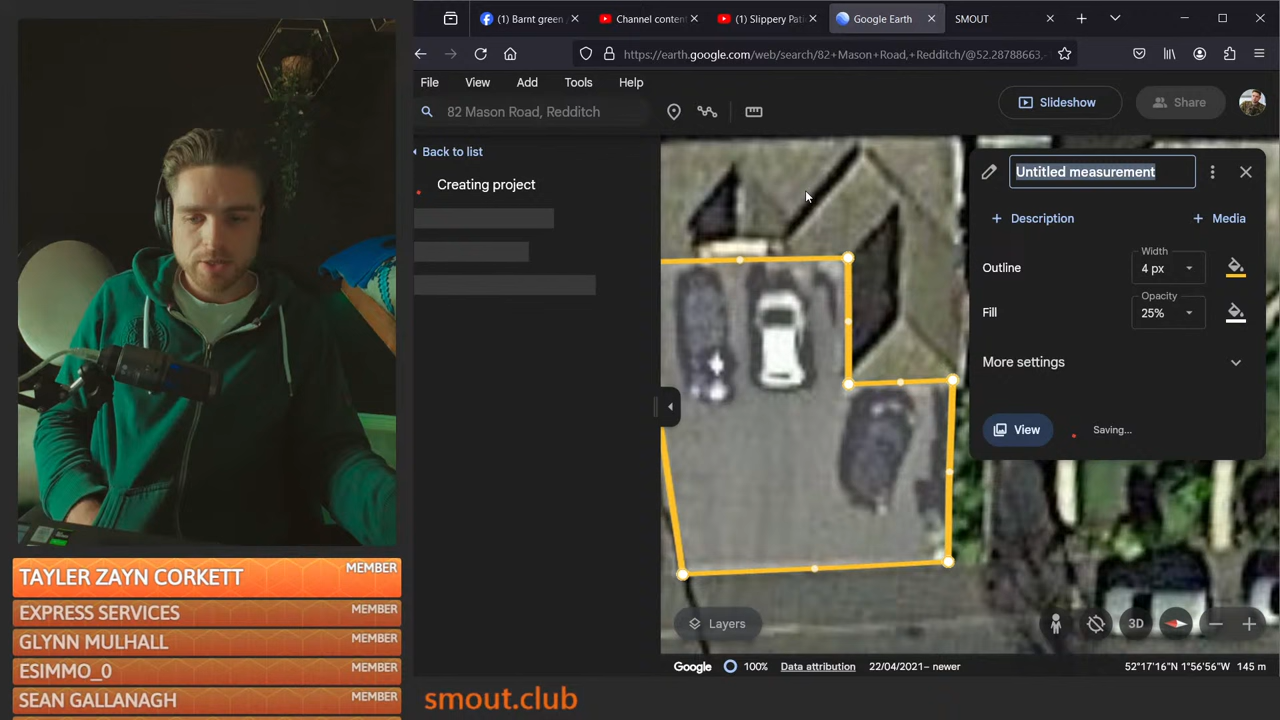 (1) Barnt green /
Channel conten
(1) Slippery Pati
Google Earth
SMOUT
https://earth.google.com/web/search/82+Mason+Road,+Redditch/@52.28788663,-
File View Add Tools Help
82 Mason Road, Redditch
Slideshow
Share
Back to list
Creating project
Untitled measurement
+ Description
+ Media
Outline
Width
4 px
Fill
Opacity
25%
More settings
View
Saving...
Layers
3D
Google
100%
Data attribution
22/04/2021– newer
52°17'16"N 1°56'56"W
145 m
TAYLER ZAYN CORKETT MEMBER
EXPRESS SERVICES MEMBER
GLYNN MULHALL MEMBER
ESIMMO_0 MEMBER
SEAN GALLANAGH MEMBER
smout.club